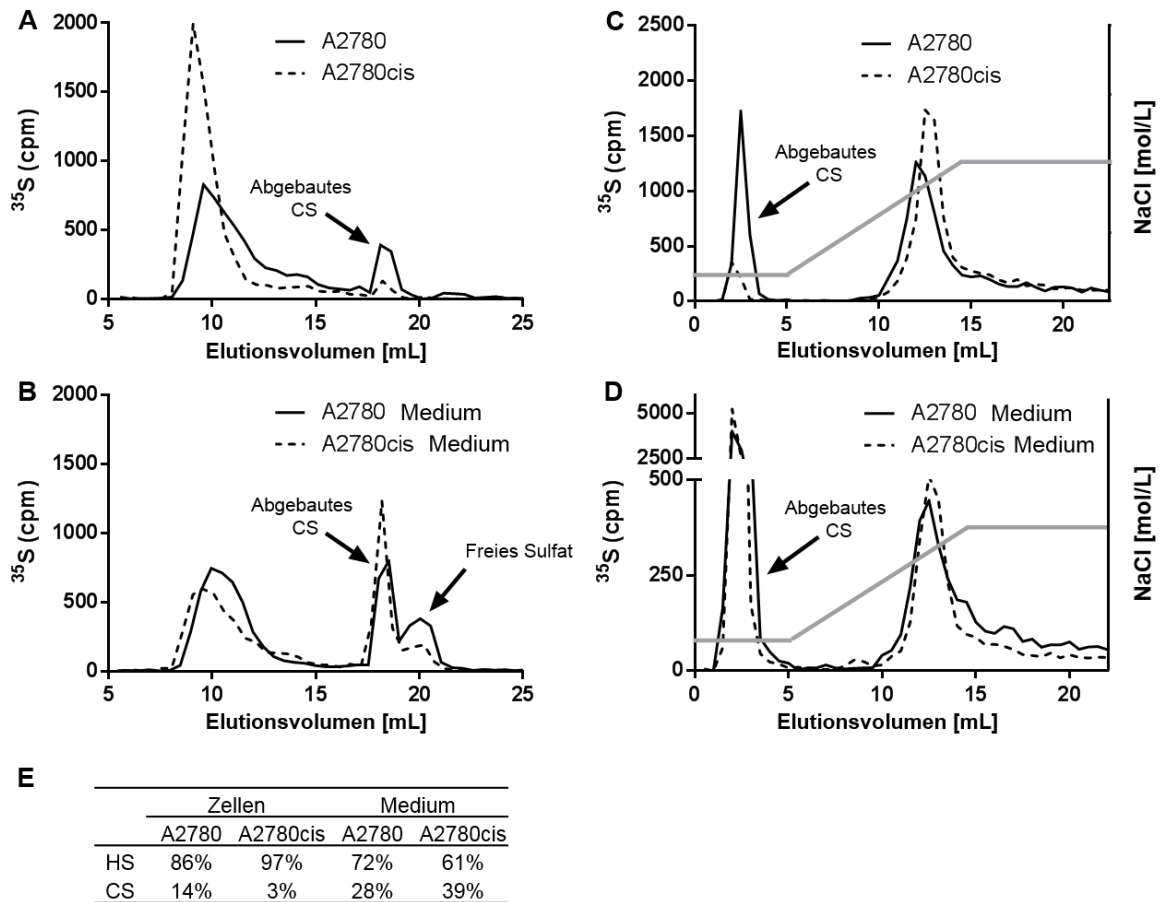 A
2000
1500
1000
500
0
³⁵S (cpm)
A2780
A2780cis
Abgebautes
CS
5 10 15 20 25
Elutionsvolumen [mL]
C
2500
2000
1500
1000
500
0
³⁵S (cpm)
A2780
A2780cis
Abgebautes
CS
NaCl [mol/L]
0 5 10 15 20
Elutionsvolumen [mL]
B
2000
1500
1000
500
0
³⁵S (cpm)
A2780 Medium
A2780cis Medium
Abgebautes
CS
Freies Sulfat
5 10 15 20 25
Elutionsvolumen [mL]
D
5000
2500
500
250
0
³⁵S (cpm)
A2780 Medium
A2780cis Medium
Abgebautes
CS
NaCl [mol/L]
0 5 10 15 20
Elutionsvolumen [mL]
E
Zellen Medium
A2780 A2780cis A2780 A2780cis
HS 86% 97% 72% 61%
CS 14% 3% 28% 39%